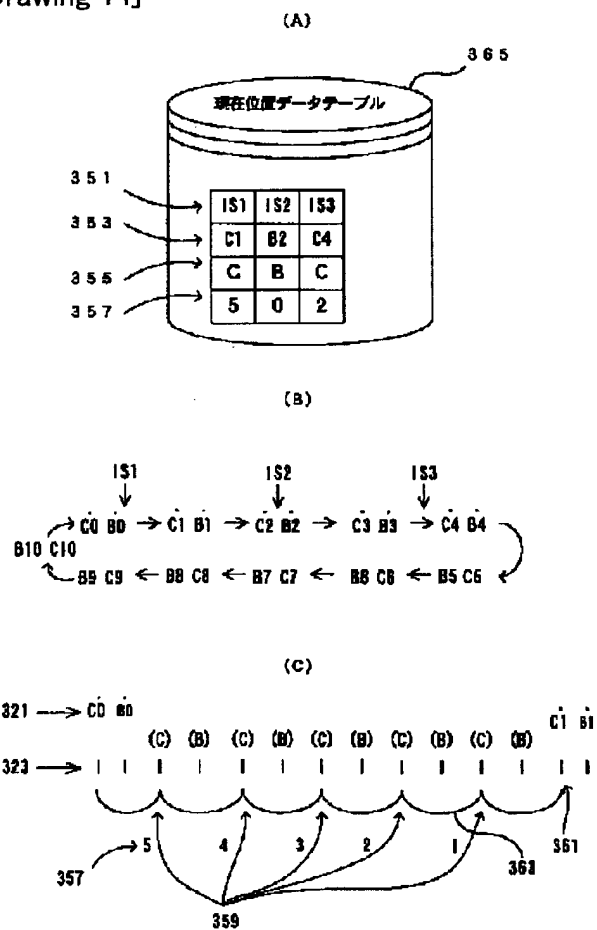 rawing 14]
(A)
365
現在位置データテーブル
351
IS1 IS2 IS3
353
C1 B2 C4
355
C B C
357
5 0 2
(B)
IS1 IS2 IS3
C0 B0 C1 B1 C2 B2 C3 B3 C4 B4
B10 C10
B9 C9 B8 C8 B7 C7 B6 C6 B5 C5
(C)
321 C0 B0 C1 B1
(C) (B) (C) (B) (C) (B) (C) (B) (C) (B)
323
357 5 4 3 2 1 363 361
359